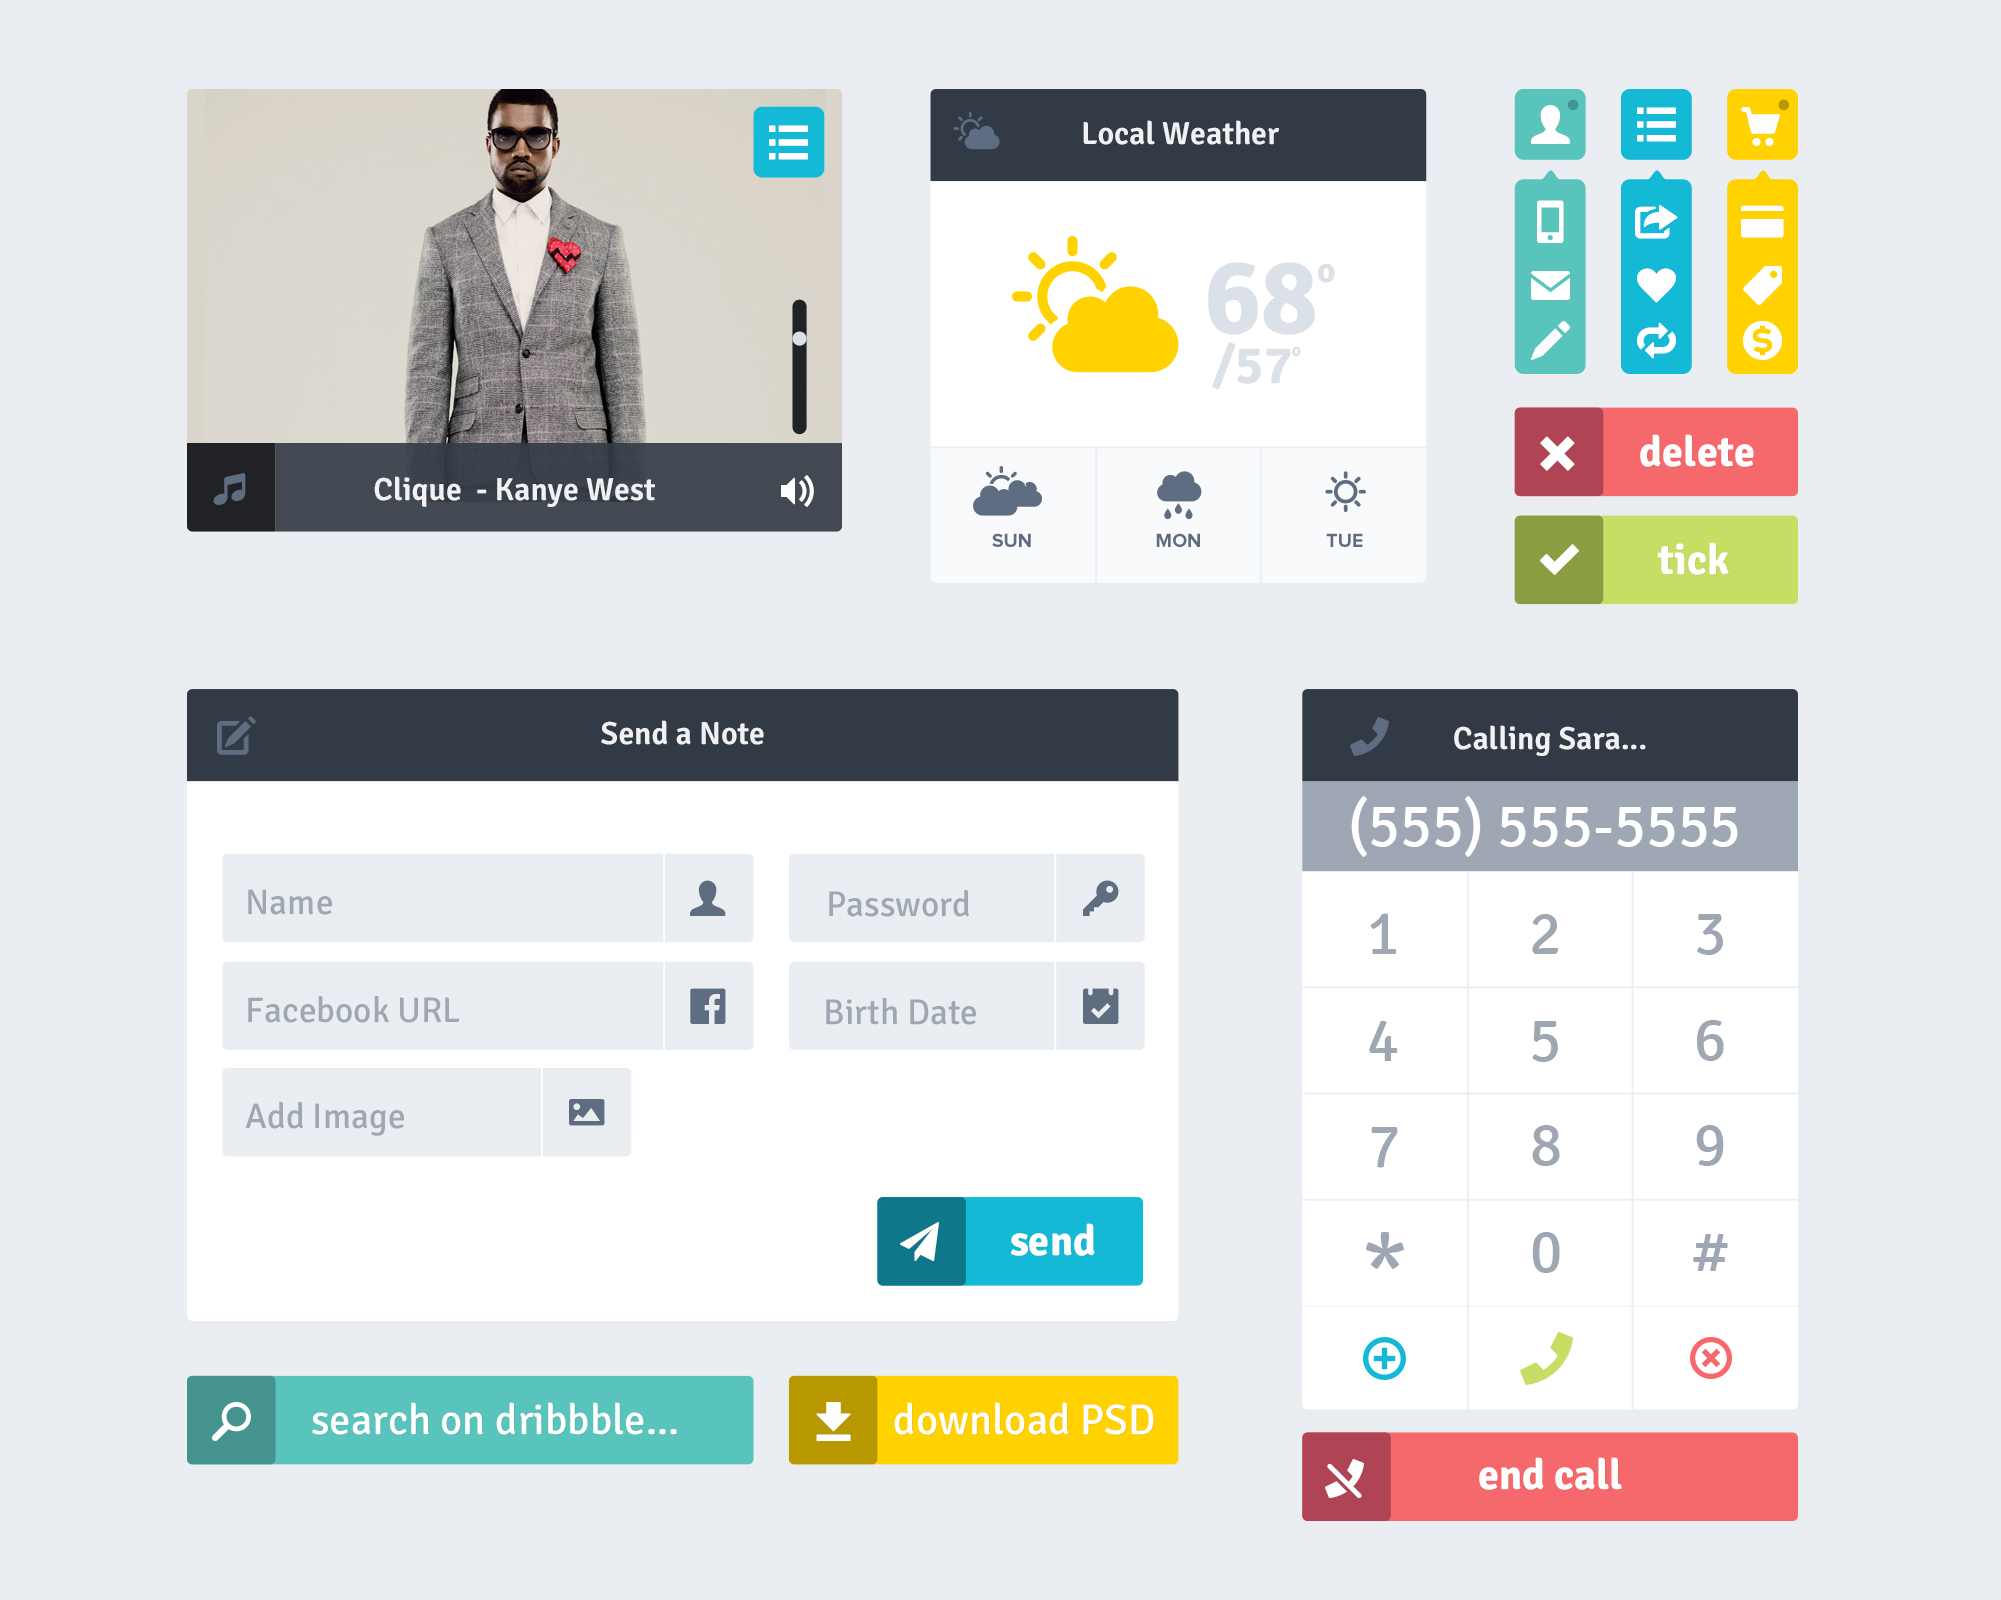 Clique - Kanye West
Local Weather
68°
/57°
SUN
MON
TUE
delete
tick
Send a Note
Name
Password
Facebook URL
Birth Date
Add Image
send
search on dribbble...
download PSD
Calling Sara...
(555) 555-5555
1 2 3
4 5 6
7 8 9
* 0 #
end call